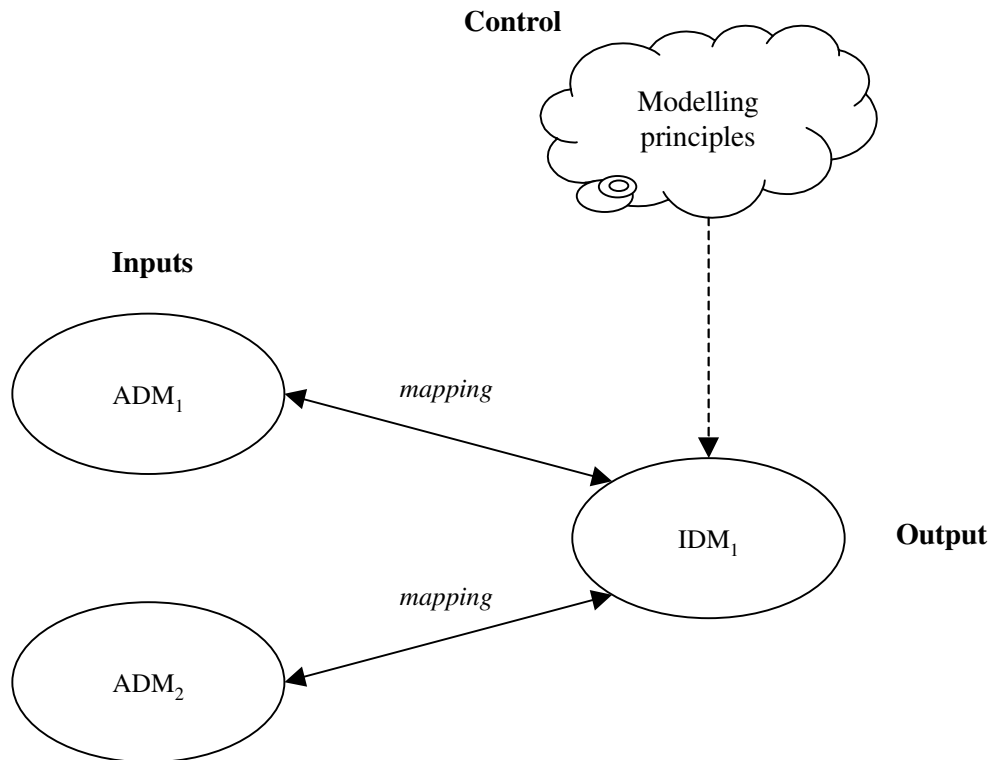 Control
Modelling
principles
Inputs
ADM₁
mapping
IDM₁
Output
mapping
ADM₂